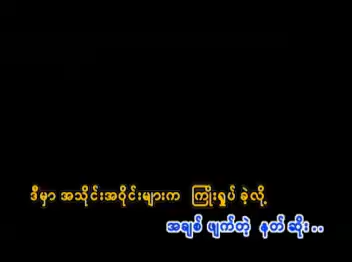 ဒီမှာ အသိုင်းအဝိုင်းများက ကြိုးရှုပ် ခဲ့လို့
အချစ် ဖျက်တဲ့ နတ် ဆိုး ..